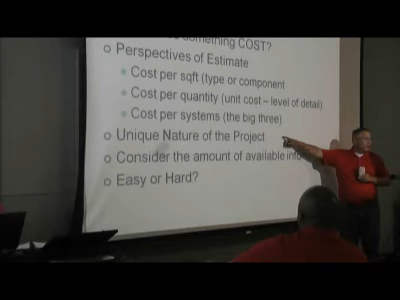 something COST?
Perspectives of Estimate
Cost per sqft (type or component
Cost per quantity (unit cost – level of detail)
Cost per systems (the big three)
Unique Nature of the Project
Consider the amount of available
Easy or Hard?